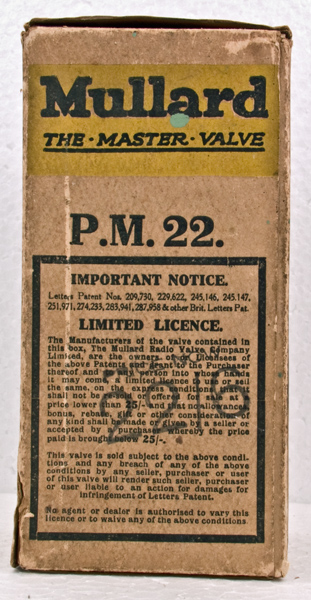 Mullard
THE·MASTER·VALVE
P.M. 22.
IMPORTANT NOTICE.
Letters Patent Nos. 209,730, 229,622, 245,146, 245,147,
251,971, 274,233, 283,941, 287,958 & other Brit. Letters Pat.
LIMITED LICENCE.
The Manufacturers of the valve contained in
this box, The Mullard Radio Valve Company
Limited, are the owners of or Licensees of
the above Patents and grant to the Purchaser
thereof and every person into whose hands
it may come, a limited licence to use or sell
the same, on the express conditions that it
shall not be sold or offered for sale at a
price lower than 25/- and that no allowance,
bonus, rebate, gift or other consideration of
any kind shall be made or given by a seller or
accepted by a purchaser whereby the price
paid is brought below 25/-.
This valve is sold subject to the above condi-
tions and any breach of any of the above
conditions by any seller, purchaser or user
of this valve will render such seller, purchaser
or user liable to an action for damages for
infringement of Letters Patent.
No agent or dealer is authorised to vary this
licence or to waive any of the above conditions